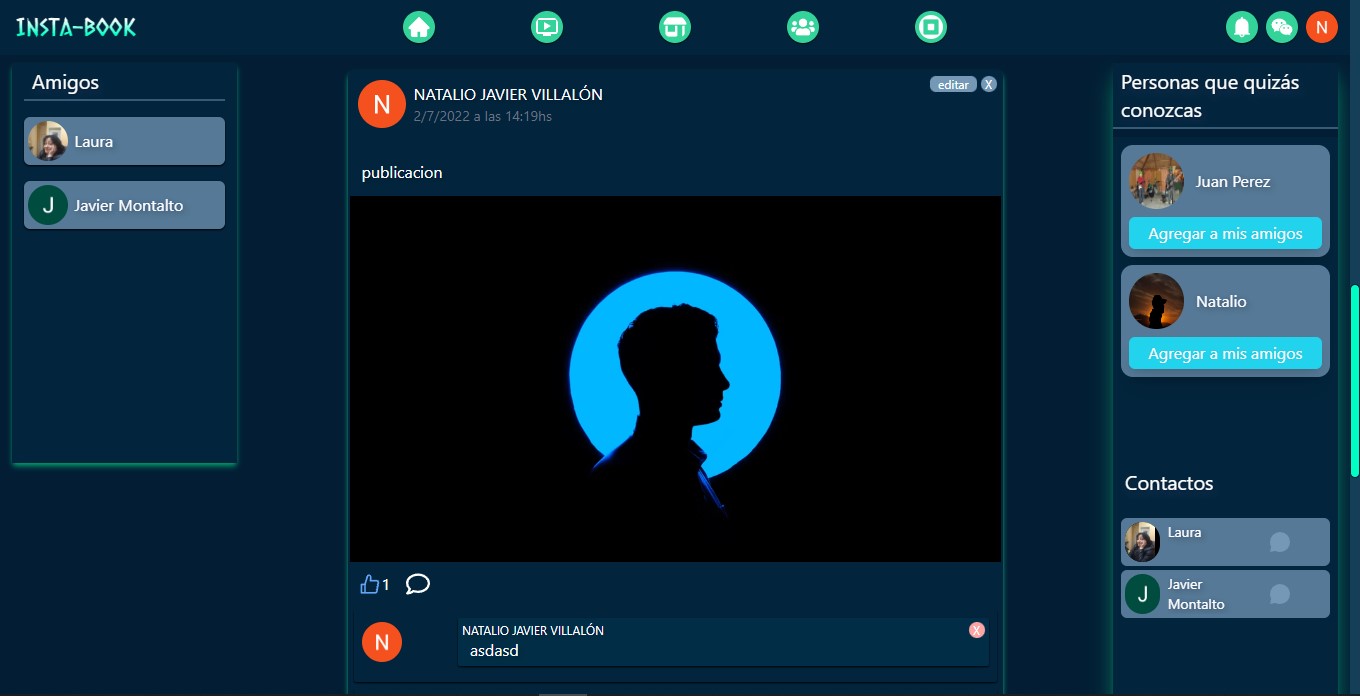 INSTA-BOOK
N
Amigos
Laura
J
Javier Montalto
N
NATALIO JAVIER VILLALÓN
2/7/2022 a las 14:19hs
editar
X
publicacion
1
N
NATALIO JAVIER VILLALÓN
X
asdasd
Personas que quizás
conozcas
Juan Perez
Agregar a mis amigos
Natalio
Agregar a mis amigos
Contactos
Laura
J
Javier
Montalto